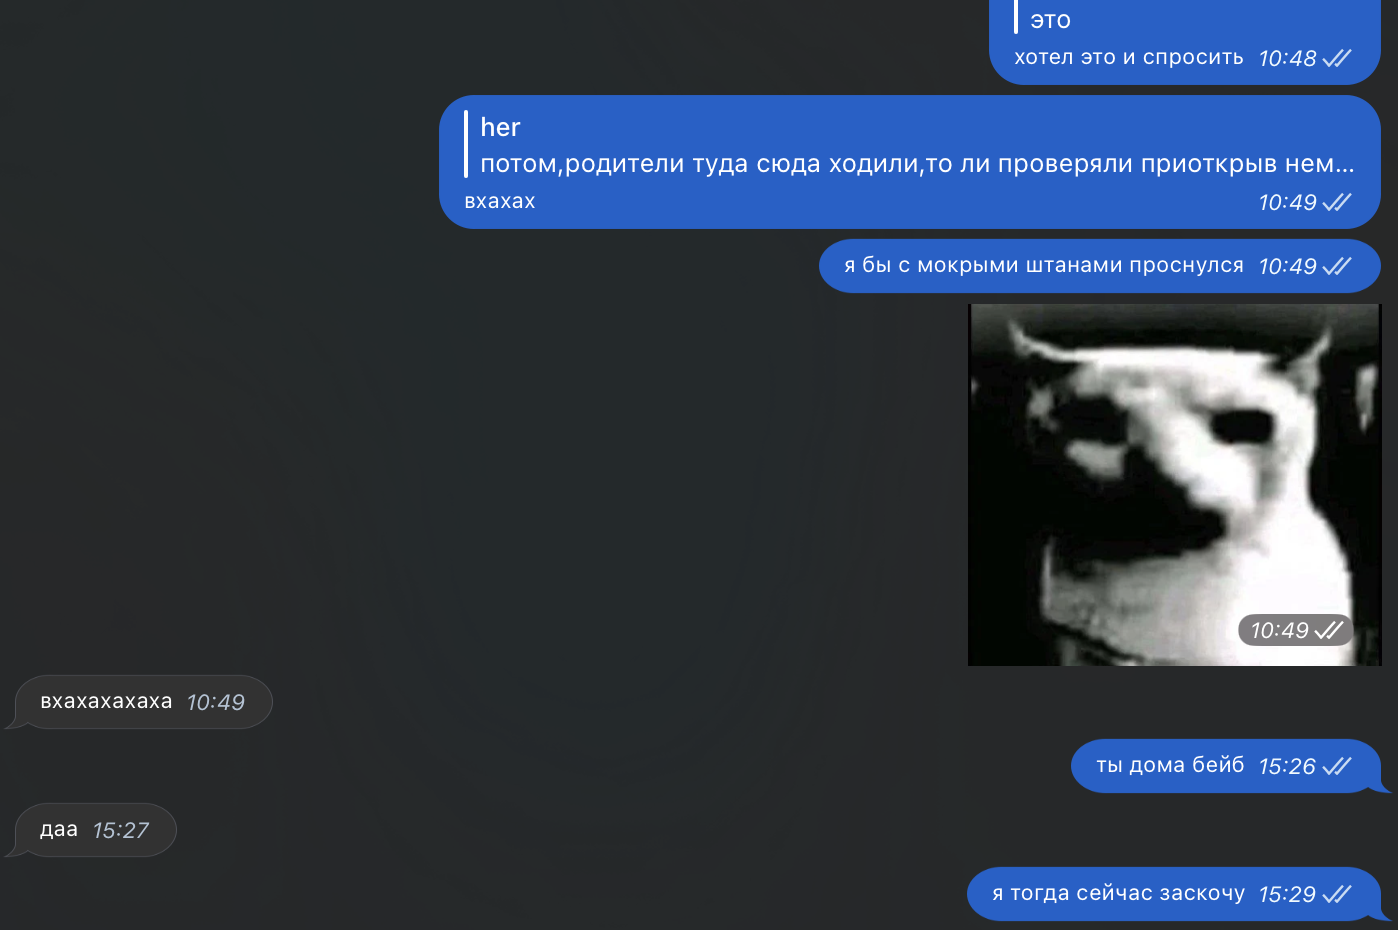 это
хотел это и спросить 10:48
her
потом,родители туда сюда ходили,то ли проверяли приоткрыв нем...
вхахах 10:49
я бы с мокрыми штанами проснулся 10:49
10:49
вхахахахаха 10:49
ты дома бейб 15:26
даа 15:27
я тогда сейчас заскочу 15:29